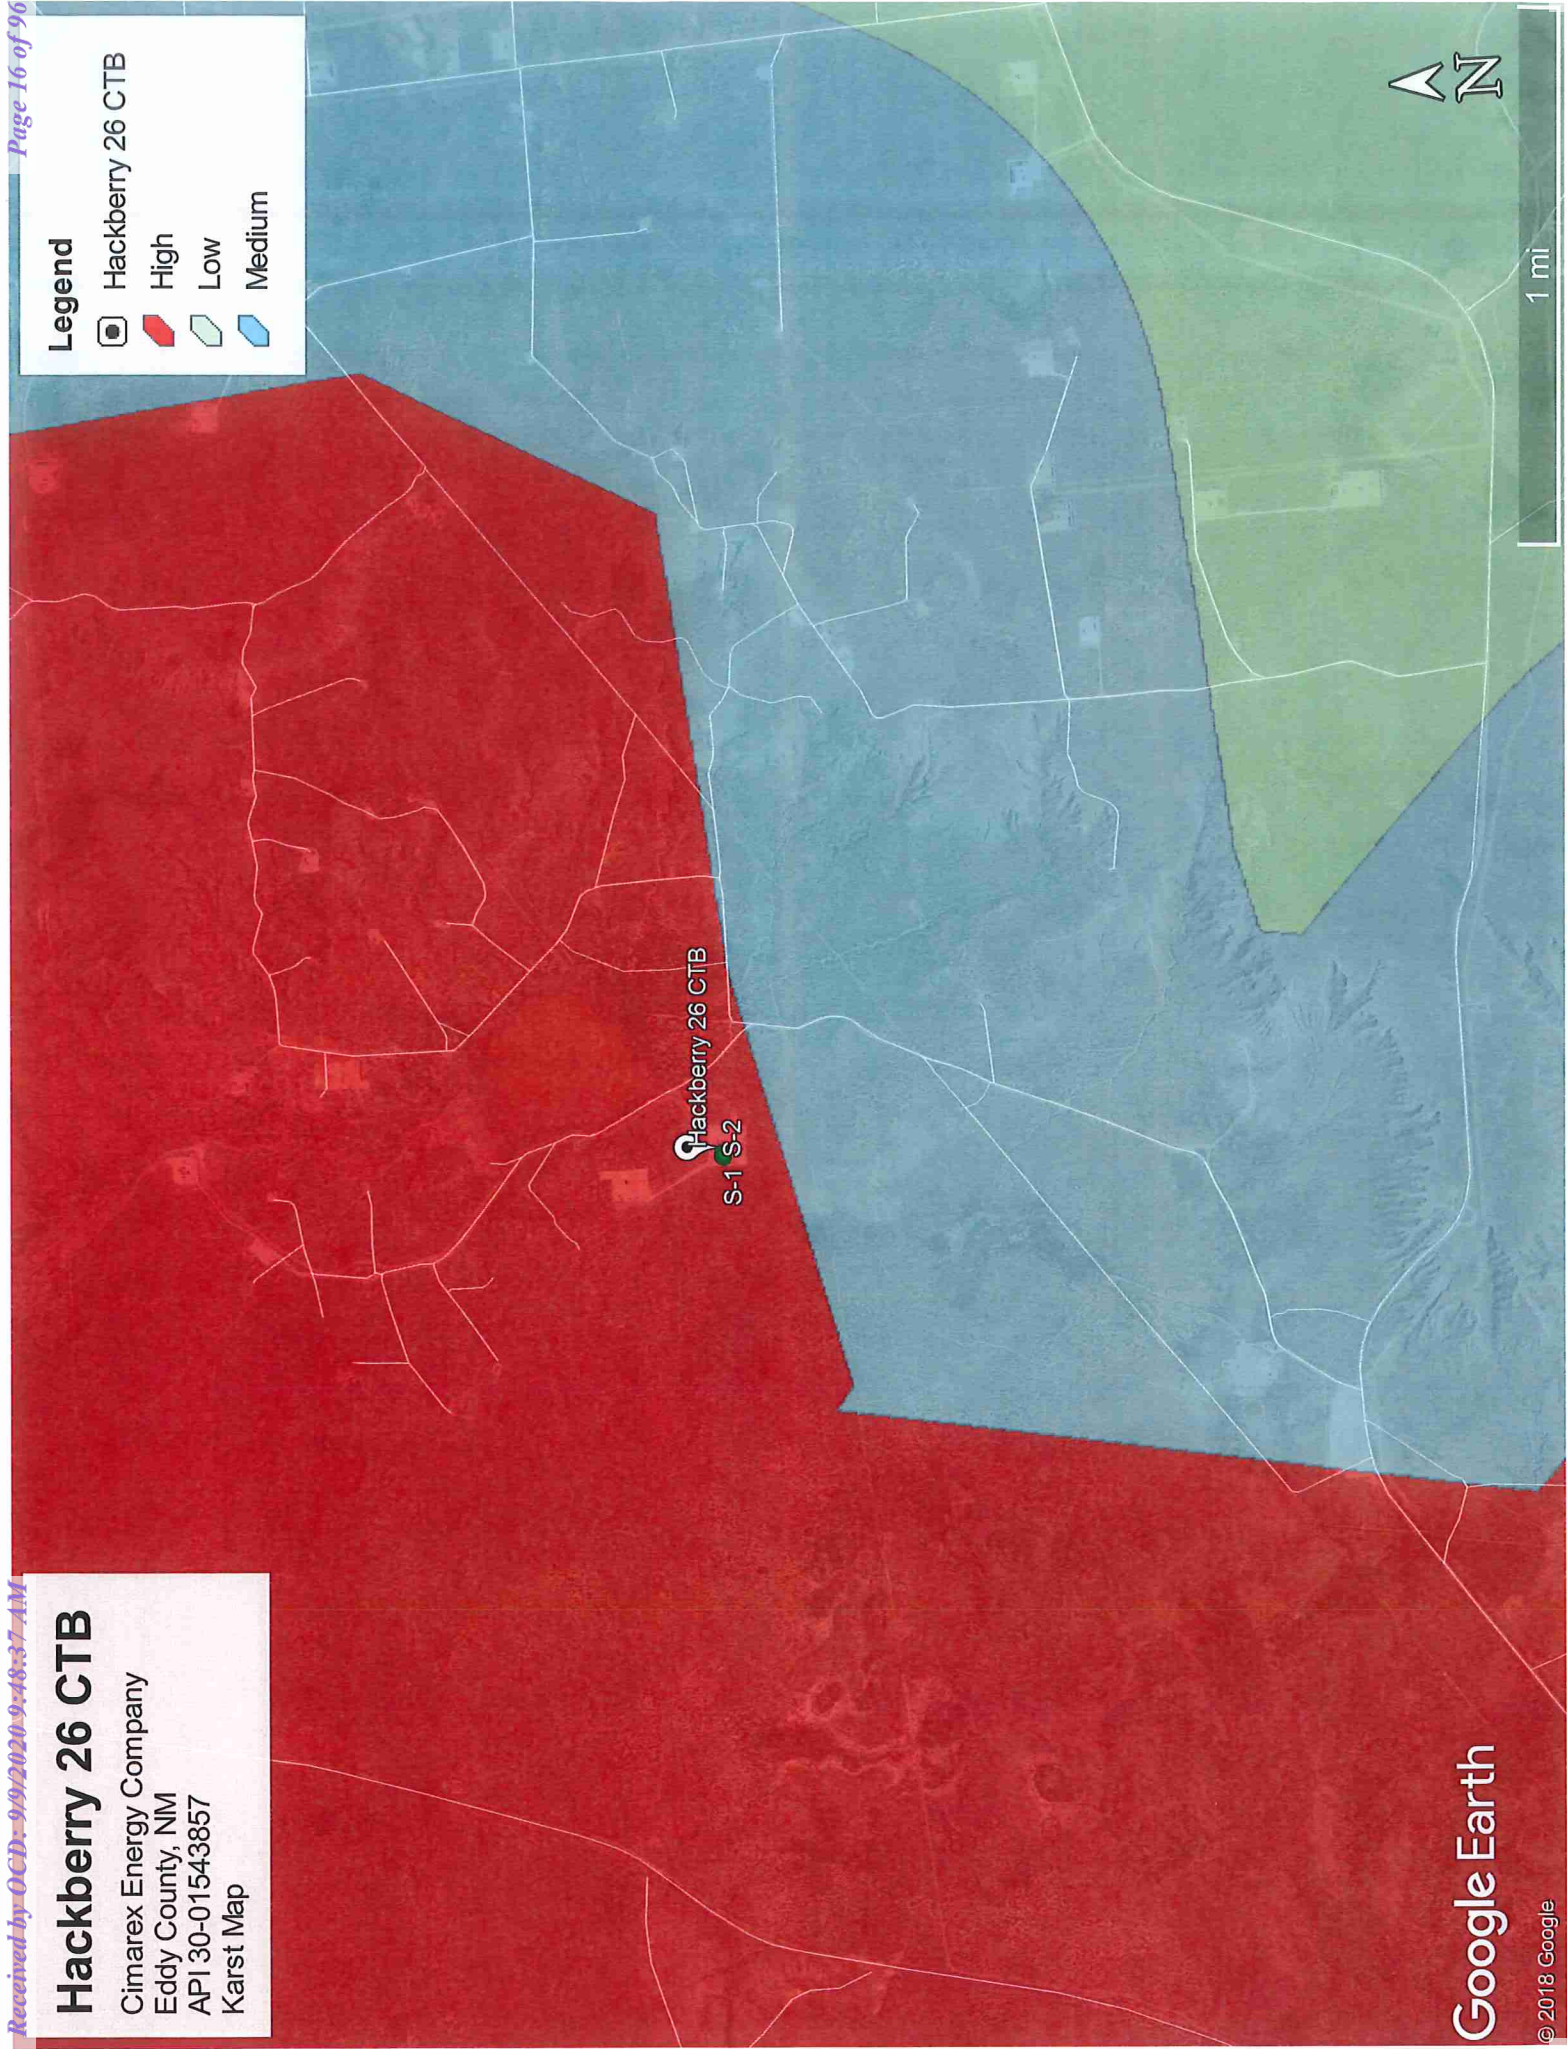 Received by OCD: 9/9/2020 9:48:37 AM
Page 16 of 96
Hackberry 26 CTB
Cimarex Energy Company
Eddy County, NM
API 30-01543857
Karst Map
Legend
Hackberry 26 CTB
High
Low
Medium
Hackberry 26 CTB
S-1 S-2
Google Earth
© 2018 Google
N
1 mi